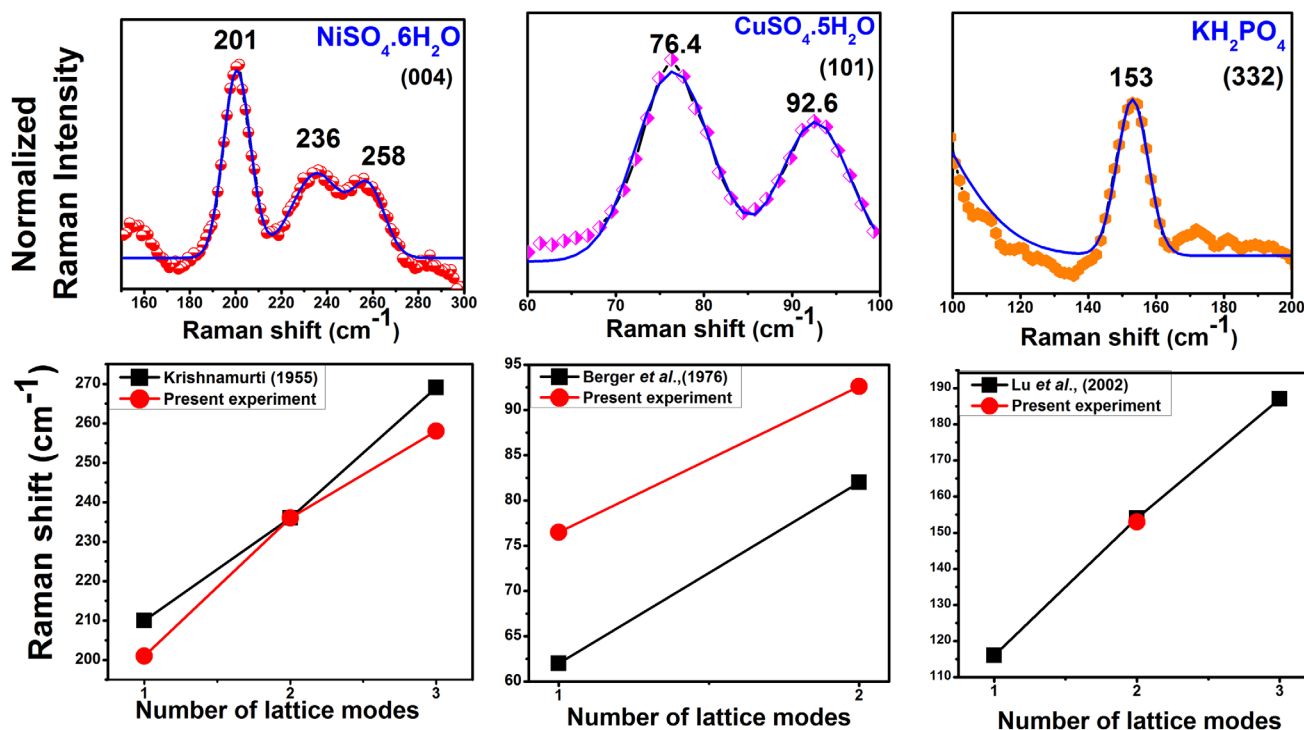 Normalized
Raman Intensity
NiSO4.6H2O
(004)
201
236
258
160 180 200 220 240 260 280 300
Raman shift (cm-1)
CuSO4.5H2O
(101)
76.4
92.6
60 70 80 90 100
Raman shift (cm-1)
KH2PO4
(332)
153
100 120 140 160 180 200
Raman shift (cm-1)
Raman shift (cm-1)
Krishnamurti (1955)
Present experiment
270
260
250
240
230
220
210
200
1 2 3
Number of lattice modes
Berger et al.,(1976)
Present experiment
95
90
85
80
75
70
65
60
1 2
Number of lattice modes
Lu et al., (2002)
Present experiment
190
180
170
160
150
140
130
120
110
1 2 3
Number of lattice modes